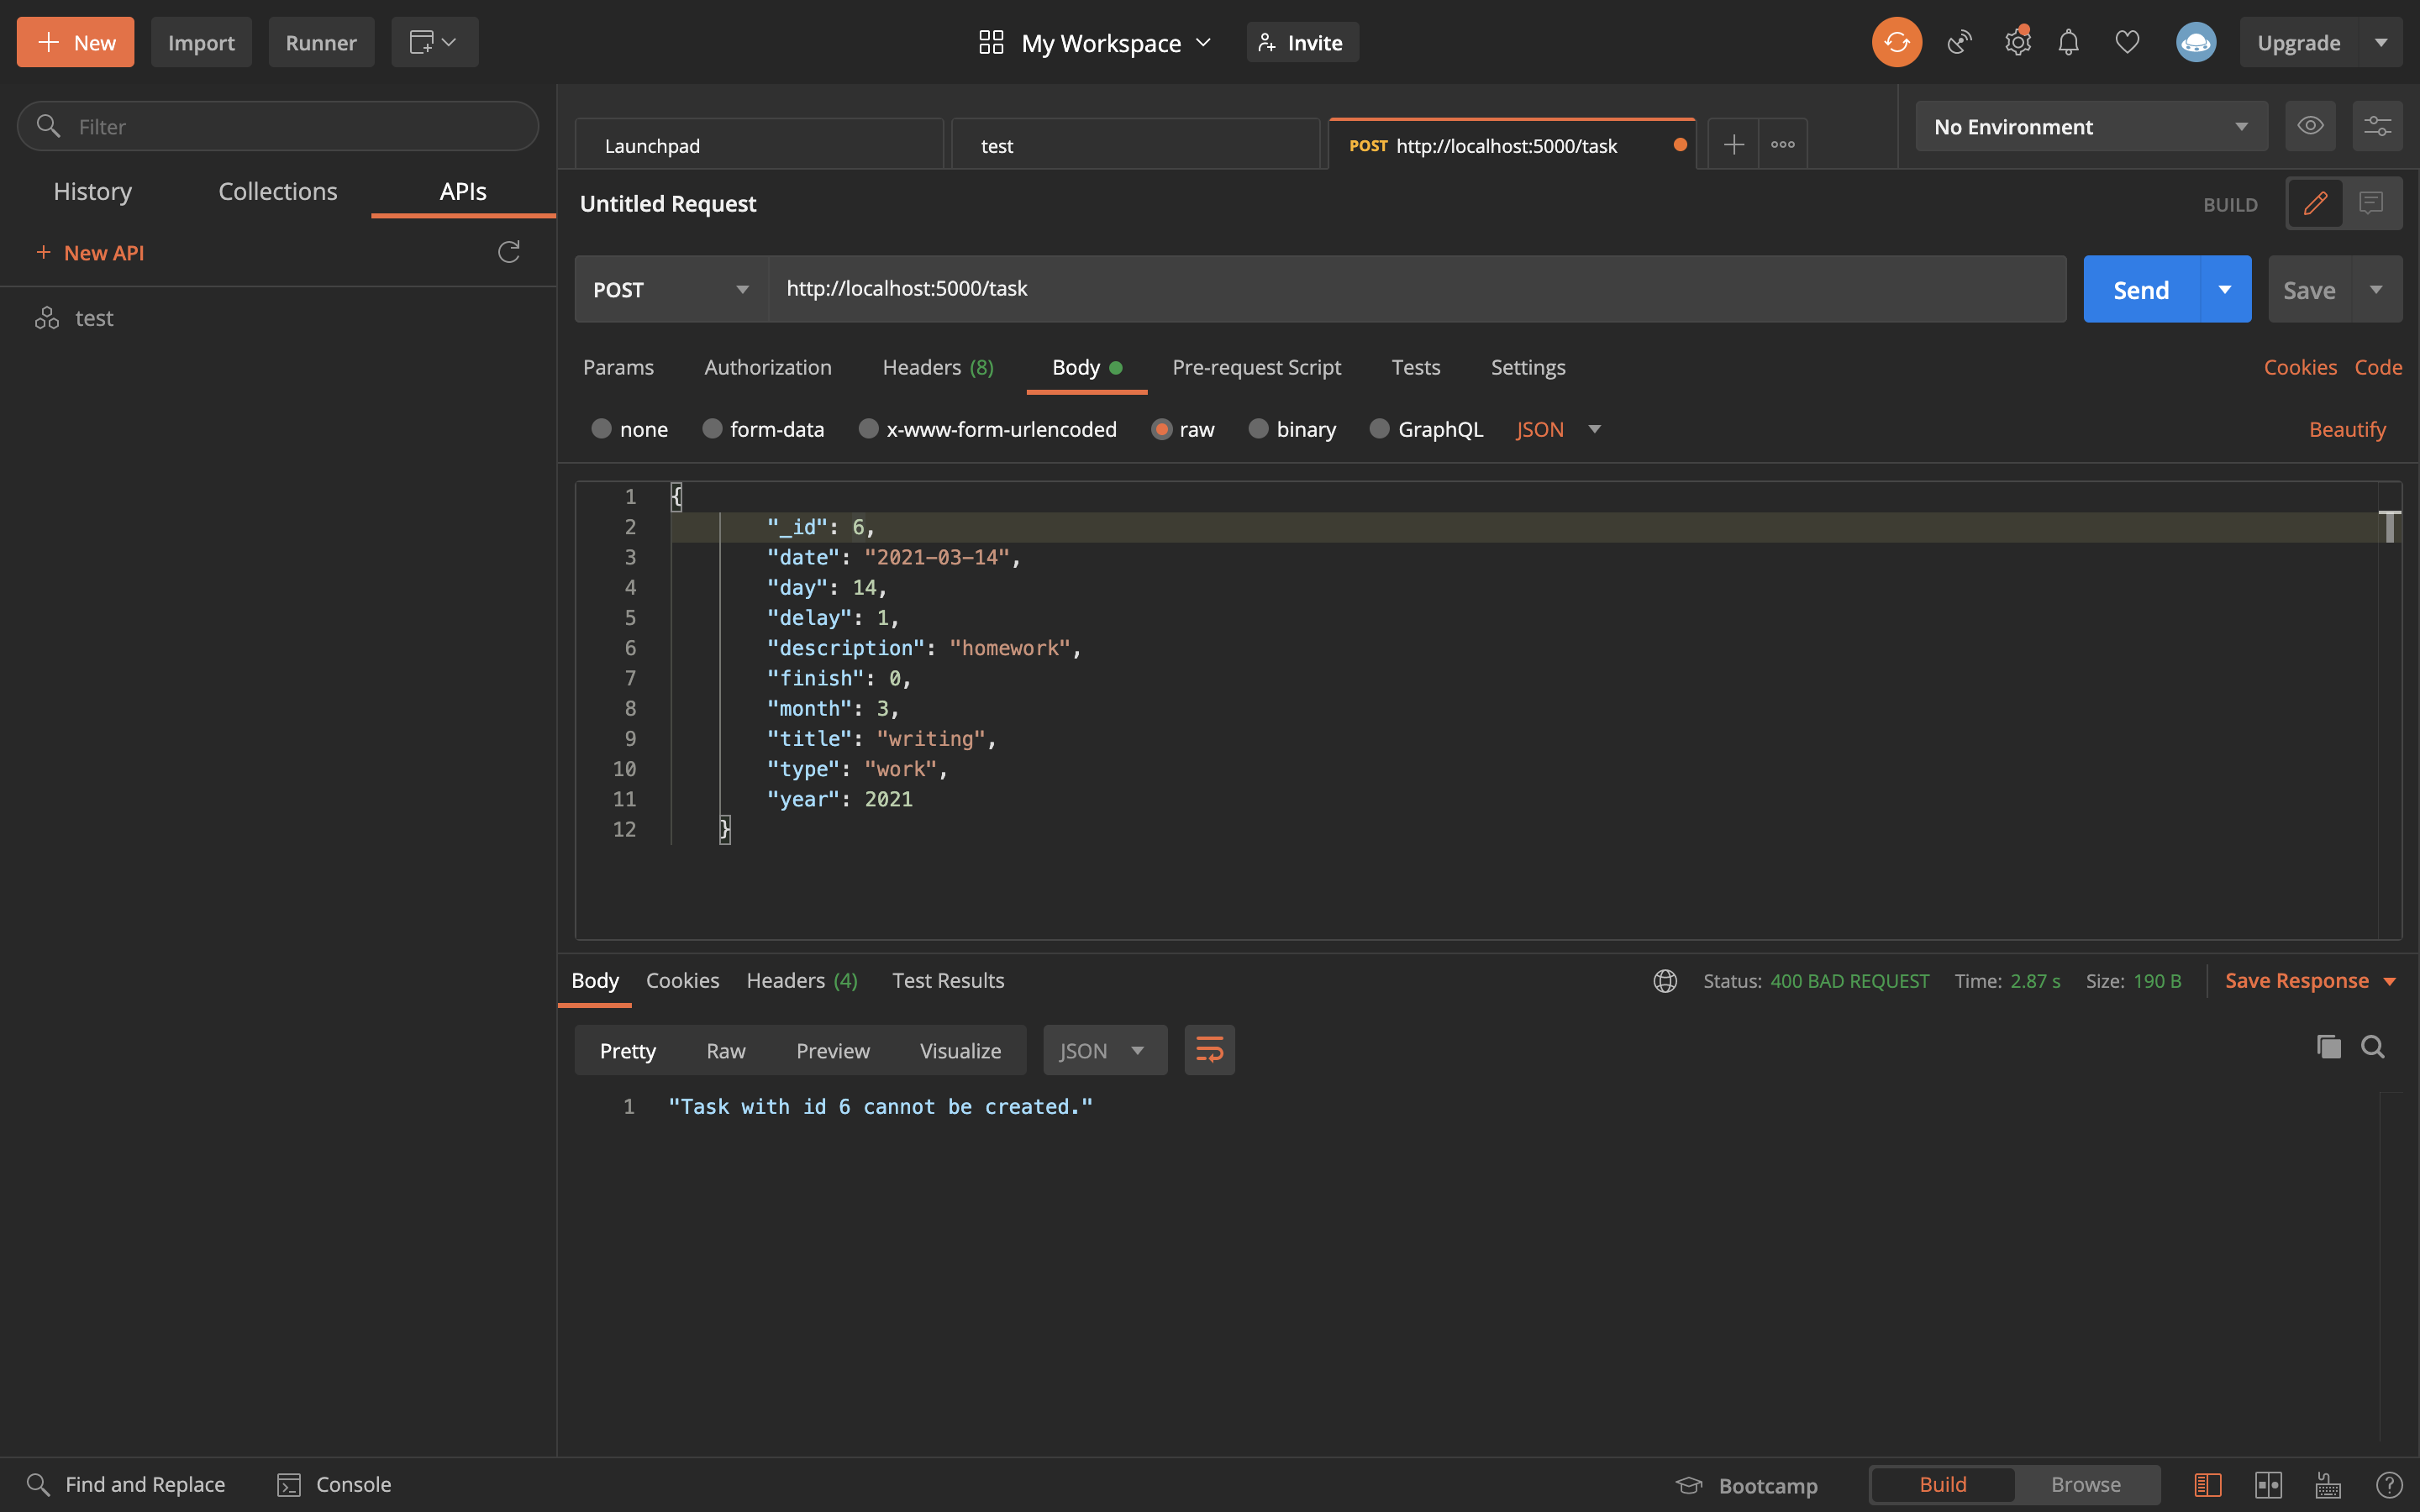 New Import Runner My Workspace Invite Upgrade
Filter
Launchpad test POST http://localhost:5000/task No Environment
History Collections APIs
Untitled Request BUILD
+ New API
POST http://localhost:5000/task Send Save
test
Params Authorization Headers (8) Body Pre-request Script Tests Settings Cookies Code
none form-data x-www-form-urlencoded raw binary GraphQL JSON Beautify
1 {
2 "_id": 6,
3 "date": "2021-03-14",
4 "day": 14,
5 "delay": 1,
6 "description": "homework",
7 "finish": 0,
8 "month": 3,
9 "title": "writing",
10 "type": "work",
11 "year": 2021
12 }
Body Cookies Headers (4) Test Results Status: 400 BAD REQUEST Time: 2.87 s Size: 190 B Save Response
Pretty Raw Preview Visualize JSON
1 "Task with id 6 cannot be created."
Find and Replace Console Bootcamp Build Browse